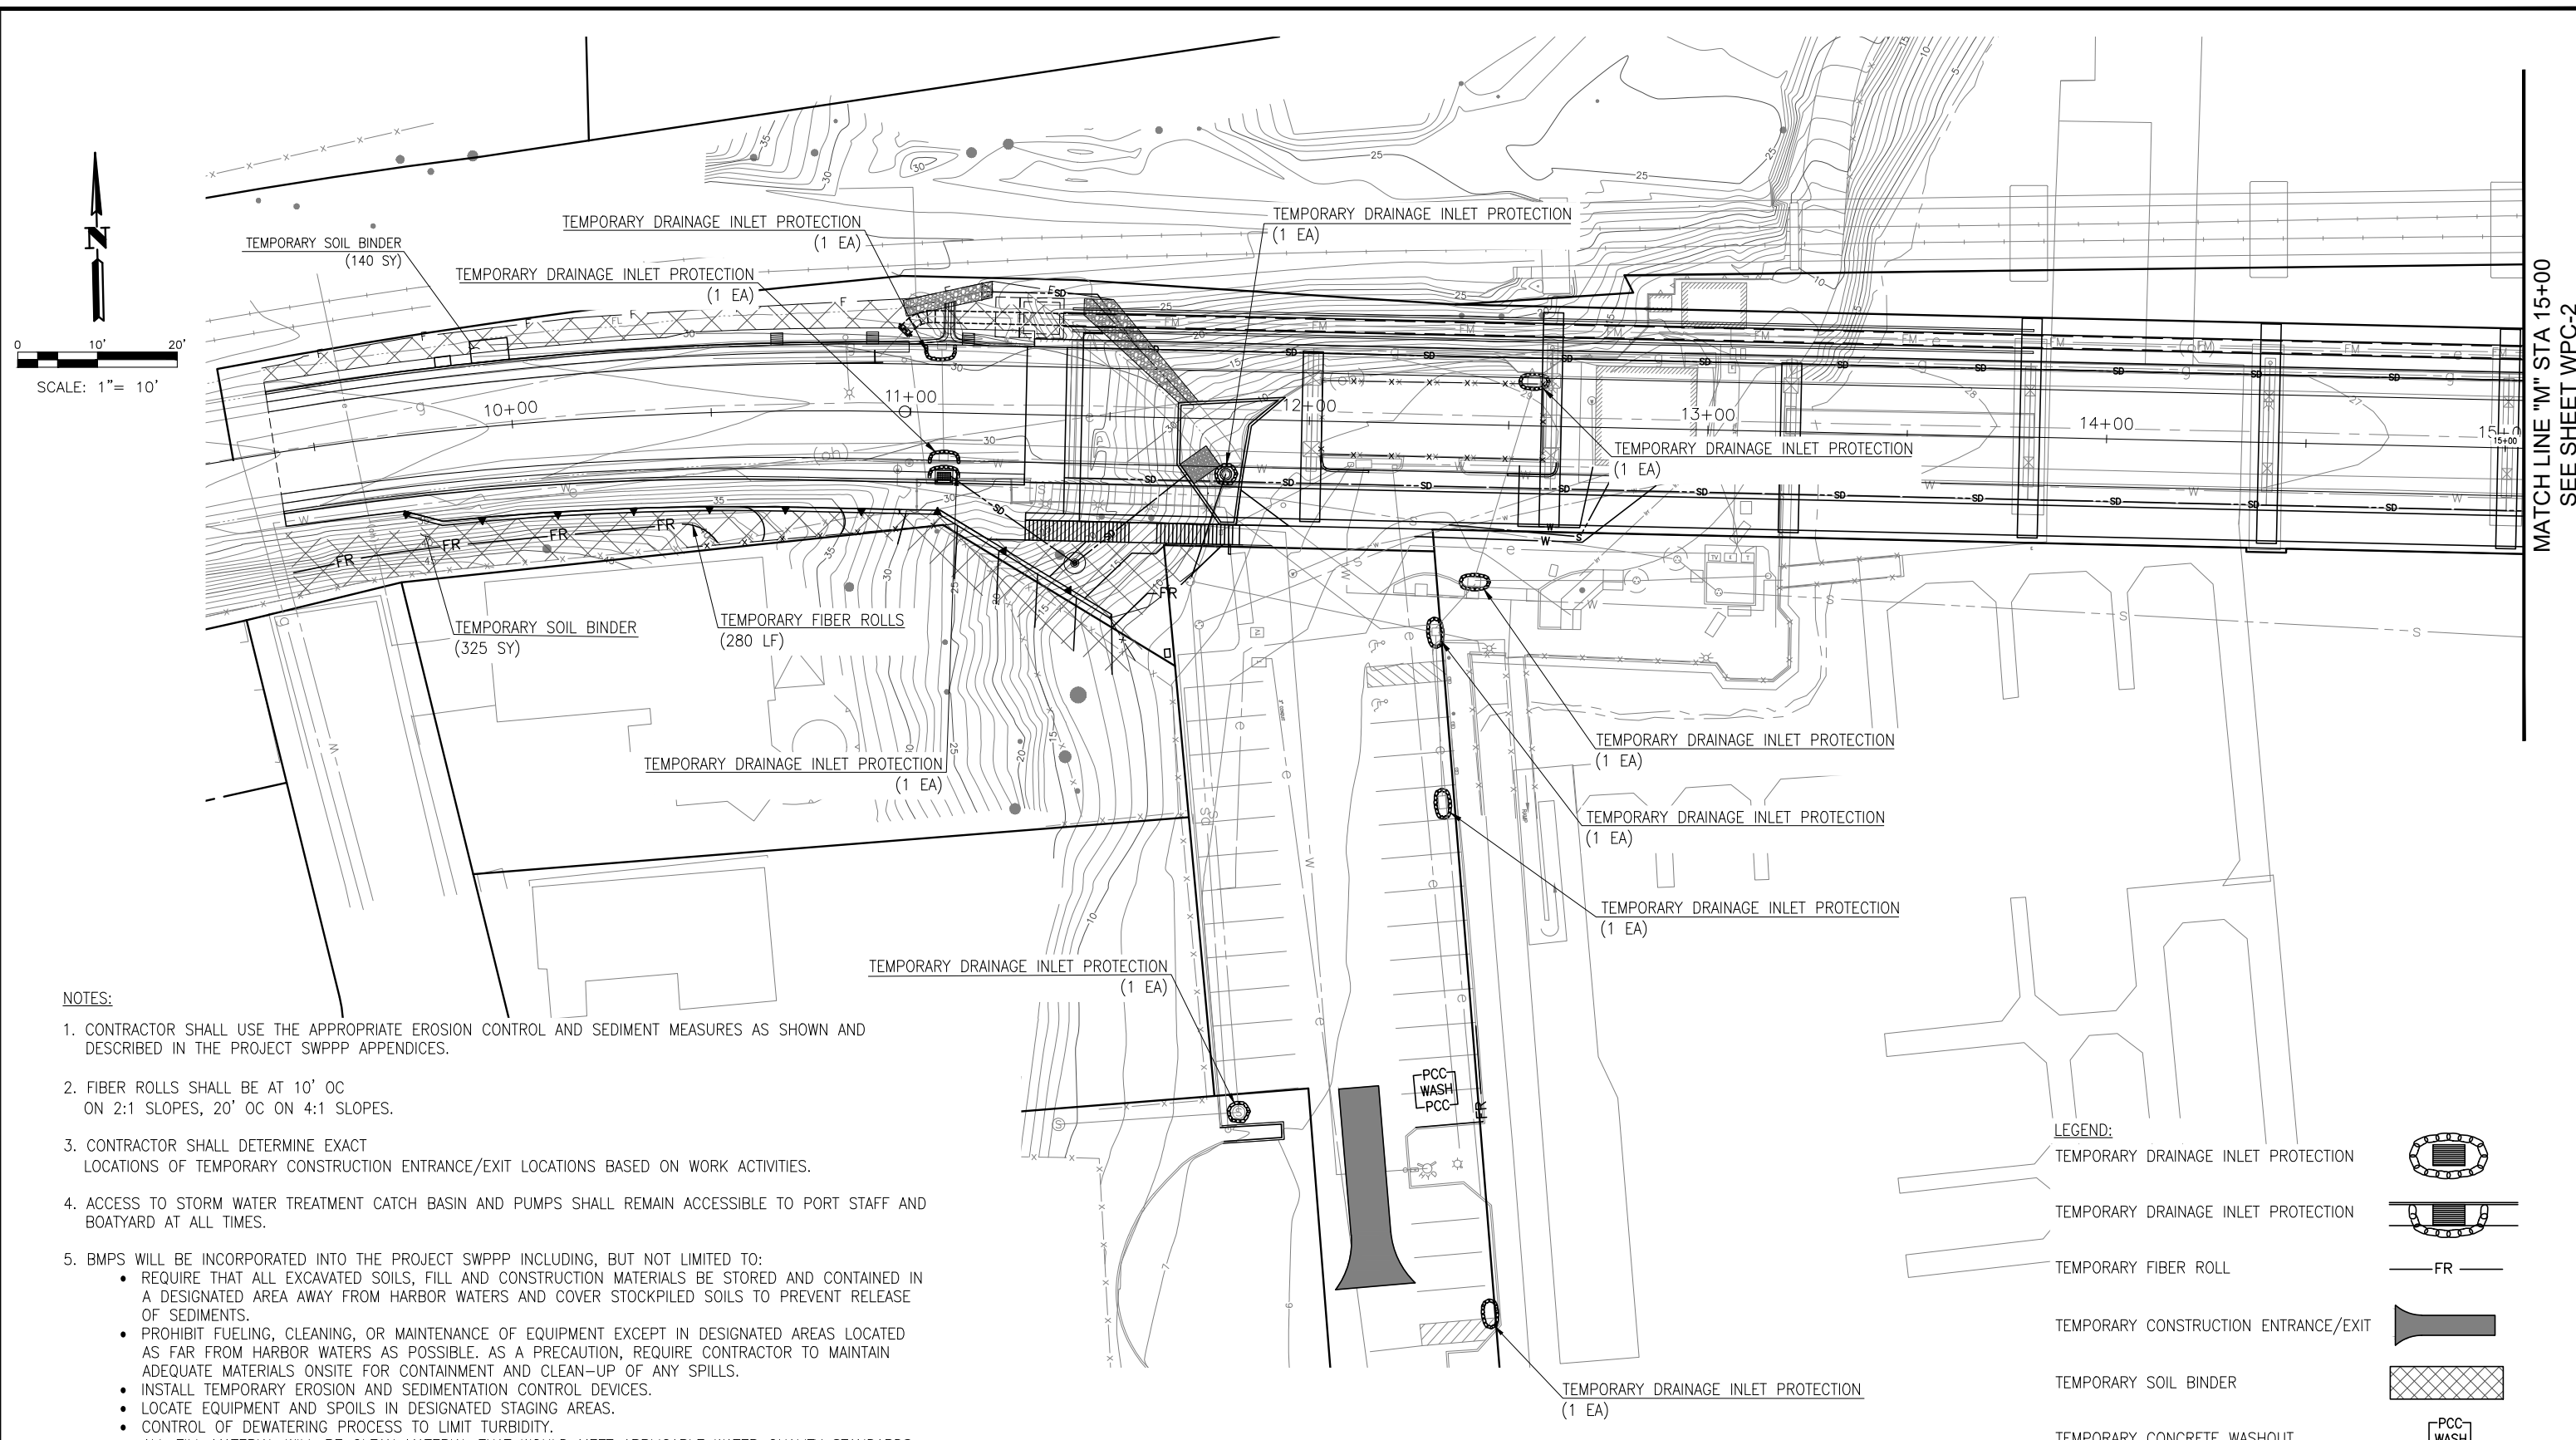 TEMPORARY DRAINAGE INLET PROTECTION
(1 EA)
TEMPORARY DRAINAGE INLET PROTECTION
(1 EA)
TEMPORARY SOIL BINDER
(140 SY)
TEMPORARY DRAINAGE INLET PROTECTION
(1 EA)
N
0 10' 20'
SCALE: 1"= 10'
10+00
11+00
12+00
13+00
14+00
15+00
MATCH LINE "M" STA 15+00
SEE SHEET WPC-2
TEMPORARY DRAINAGE INLET PROTECTION
(1 EA)
TEMPORARY SOIL BINDER
(325 SY)
TEMPORARY FIBER ROLLS
(280 LF)
TEMPORARY DRAINAGE INLET PROTECTION
(1 EA)
TEMPORARY DRAINAGE INLET PROTECTION
(1 EA)
TEMPORARY DRAINAGE INLET PROTECTION
(1 EA)
TEMPORARY DRAINAGE INLET PROTECTION
(1 EA)
TEMPORARY DRAINAGE INLET PROTECTION
(1 EA)
PCC
WASH
PCC
FR
TEMPORARY DRAINAGE INLET PROTECTION
(1 EA)
NOTES:
1. CONTRACTOR SHALL USE THE APPROPRIATE EROSION CONTROL AND SEDIMENT MEASURES AS SHOWN AND
DESCRIBED IN THE PROJECT SWPPP APPENDICES.
2. FIBER ROLLS SHALL BE AT 10' OC
ON 2:1 SLOPES, 20' OC ON 4:1 SLOPES.
3. CONTRACTOR SHALL DETERMINE EXACT
LOCATIONS OF TEMPORARY CONSTRUCTION ENTRANCE/EXIT LOCATIONS BASED ON WORK ACTIVITIES.
4. ACCESS TO STORM WATER TREATMENT CATCH BASIN AND PUMPS SHALL REMAIN ACCESSIBLE TO PORT STAFF AND
BOATYARD AT ALL TIMES.
5. BMPS WILL BE INCORPORATED INTO THE PROJECT SWPPP INCLUDING, BUT NOT LIMITED TO:
• REQUIRE THAT ALL EXCAVATED SOILS, FILL AND CONSTRUCTION MATERIALS BE STORED AND CONTAINED IN
A DESIGNATED AREA AWAY FROM HARBOR WATERS AND COVER STOCKPILED SOILS TO PREVENT RELEASE
OF SEDIMENTS.
• PROHIBIT FUELING, CLEANING, OR MAINTENANCE OF EQUIPMENT EXCEPT IN DESIGNATED AREAS LOCATED
AS FAR FROM HARBOR WATERS AS POSSIBLE. AS A PRECAUTION, REQUIRE CONTRACTOR TO MAINTAIN
ADEQUATE MATERIALS ONSITE FOR CONTAINMENT AND CLEAN-UP OF ANY SPILLS.
• INSTALL TEMPORARY EROSION AND SEDIMENTATION CONTROL DEVICES.
• LOCATE EQUIPMENT AND SPOILS IN DESIGNATED STAGING AREAS.
• CONTROL OF DEWATERING PROCESS TO LIMIT TURBIDITY.
LEGEND:
TEMPORARY DRAINAGE INLET PROTECTION
TEMPORARY DRAINAGE INLET PROTECTION
TEMPORARY FIBER ROLL FR
TEMPORARY CONSTRUCTION ENTRANCE/EXIT
TEMPORARY SOIL BINDER
TEMPORARY CONCRETE WASHOUT
PCC
WASH